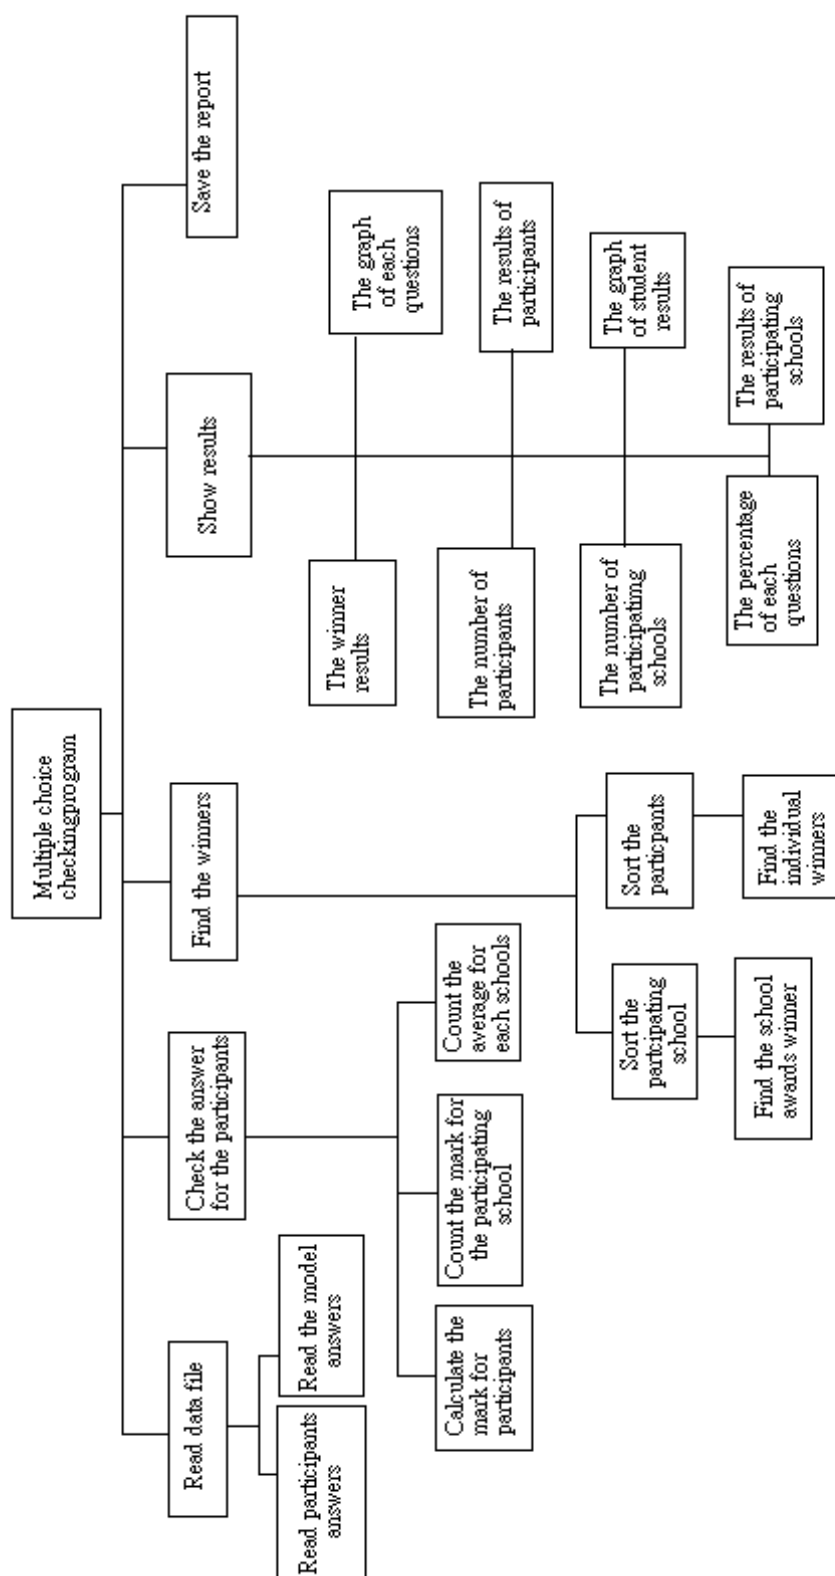 Multiple choice
checkingprogram
Read data file
Check the answer
for the participants
Find the winners
Show results
Save the report
Read participants
answers
Read the model
answers
Calculate the
mark for
participants
Count the mark for
the participating
school
Count the
average for
each schools
Sort the
participating
school
Sort the
particpants
Find the school
awards winner
Find the
individual
winners
The winner
results
The graph
of each
questions
The number of
participants
The results of
participants
The number of
participating
schools
The graph
of student
results
The percentage
of each
questions
The results of
participating
schools